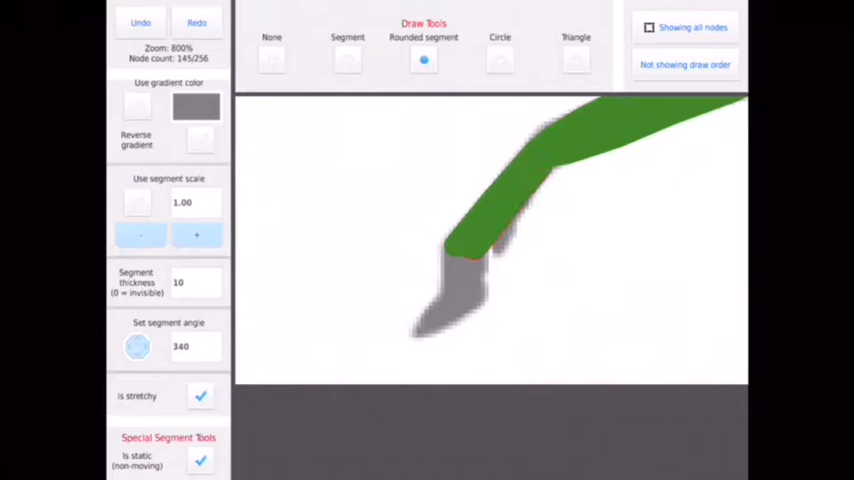 Undo
Redo
Zoom: 800%
Node count: 145/256
Use gradient color
Reverse
gradient
Use segment scale
1.00
-
+
Segment
thickness
(0 = invisible)
10
Set segment angle
340
Is stretchy
Special Segment Tools
Is static
(non-moving)
Draw Tools
None
Segment
Rounded segment
Circle
Triangle
Showing all nodes
Not showing draw order